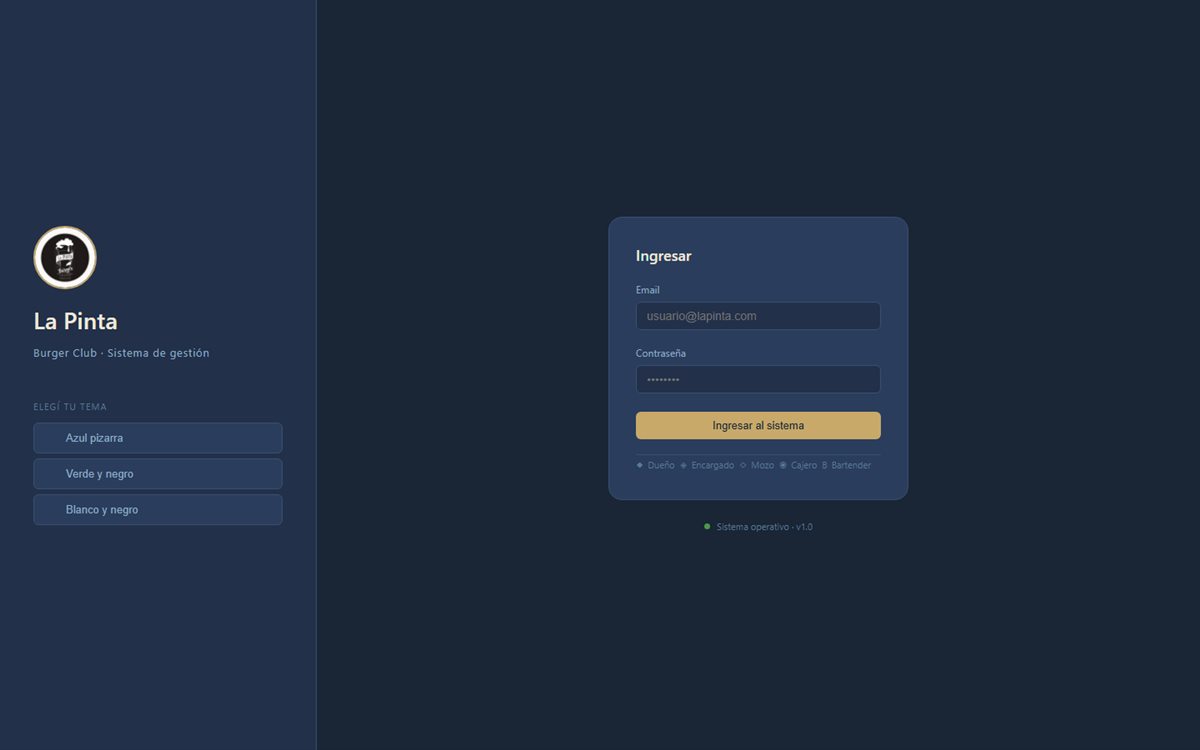 La Pinta
Burger Club · Sistema de gestión
ELEGÍ TU TEMA
Azul pizarra
Verde y negro
Blanco y negro
Ingresar
Email
usuario@lapinta.com
Contraseña
••••••••
Ingresar al sistema
◆ Dueño ◈ Encargado ◇ Mozo ◉ Cajero B Bartender
Sistema operativo · v1.0